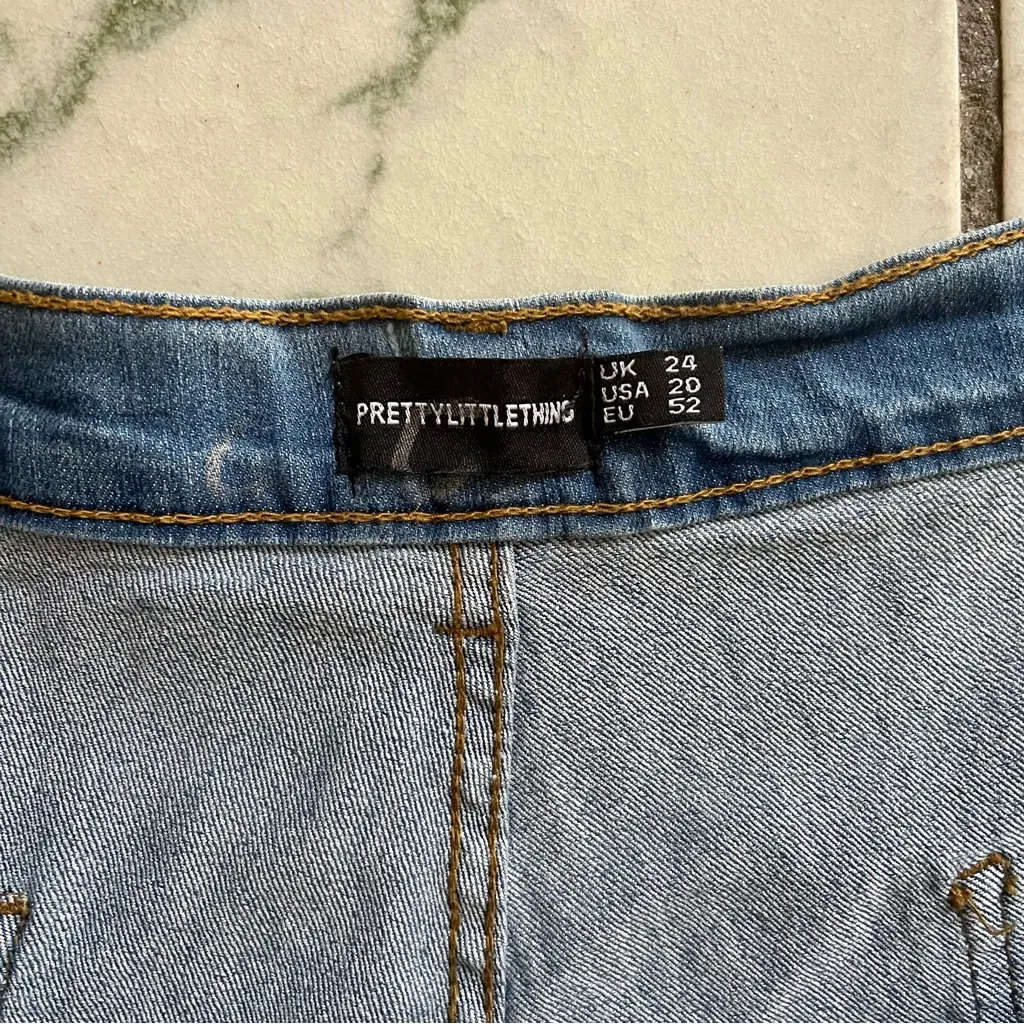 PRETTYLITTLETHING
UK 24
USA 20
EU 52